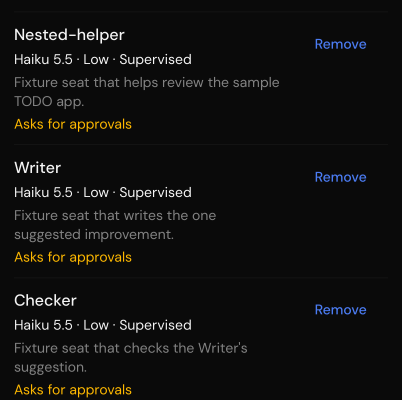 Nested-helper
Remove
Haiku 5.5 · Low · Supervised
Fixture seat that helps review the sample
TODO app.
Asks for approvals
Writer
Remove
Haiku 5.5 · Low · Supervised
Fixture seat that writes the one
suggested improvement.
Asks for approvals
Checker
Remove
Haiku 5.5 · Low · Supervised
Fixture seat that checks the Writer's
suggestion.
Asks for approvals